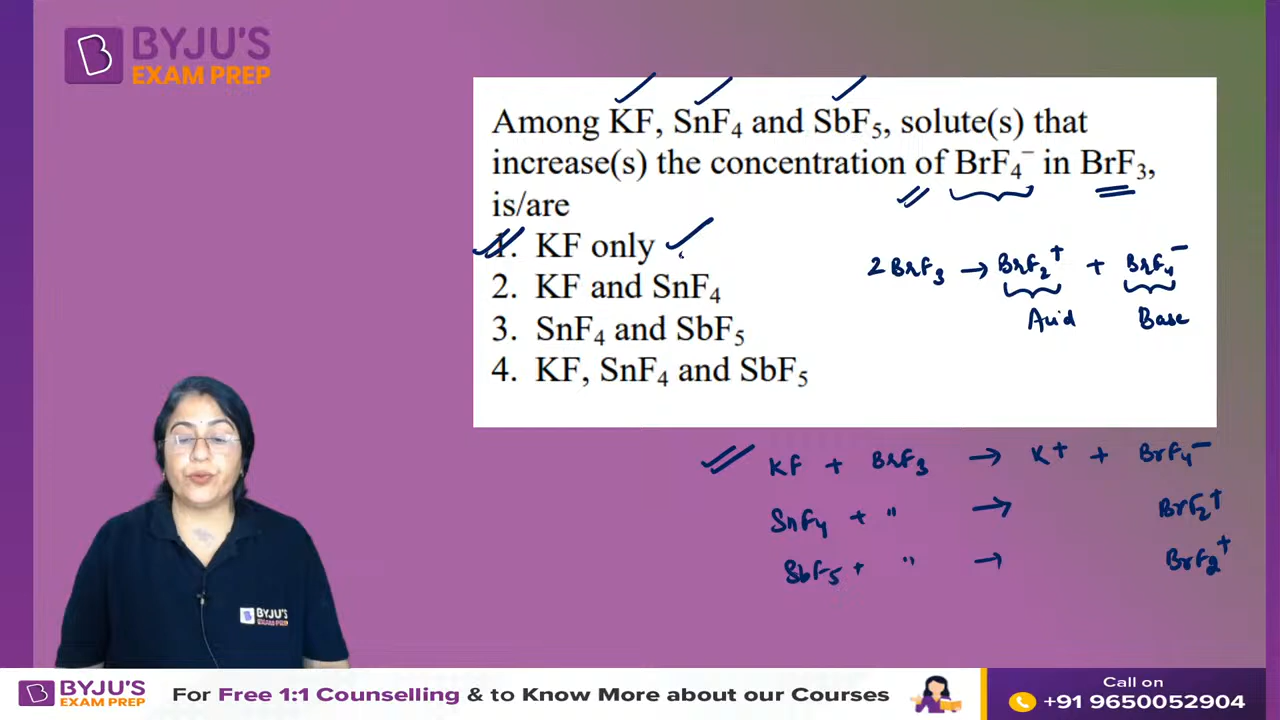 BYJU'S
EXAM PREP
Among KF, SnF₄ and SbF₅, solute(s) that
increase(s) the concentration of BrF₄⁻ in BrF₃,
is/are
1. KF only
2. KF and SnF₄
3. SnF₄ and SbF₅
4. KF, SnF₄ and SbF₅
2BrF₃ → BrF₂⁺ + BrF₄⁻
Acid Base
KF + BrF₃ → K⁺ + BrF₄⁻
SnF₄ + " → BrF₂⁺
SbF₅ + " → BrF₂⁺
BYJU'S
EXAM PREP
BYJU'S
EXAM PREP
For Free 1:1 Counselling & to Know More about our Courses
Call on
+91 9650052904